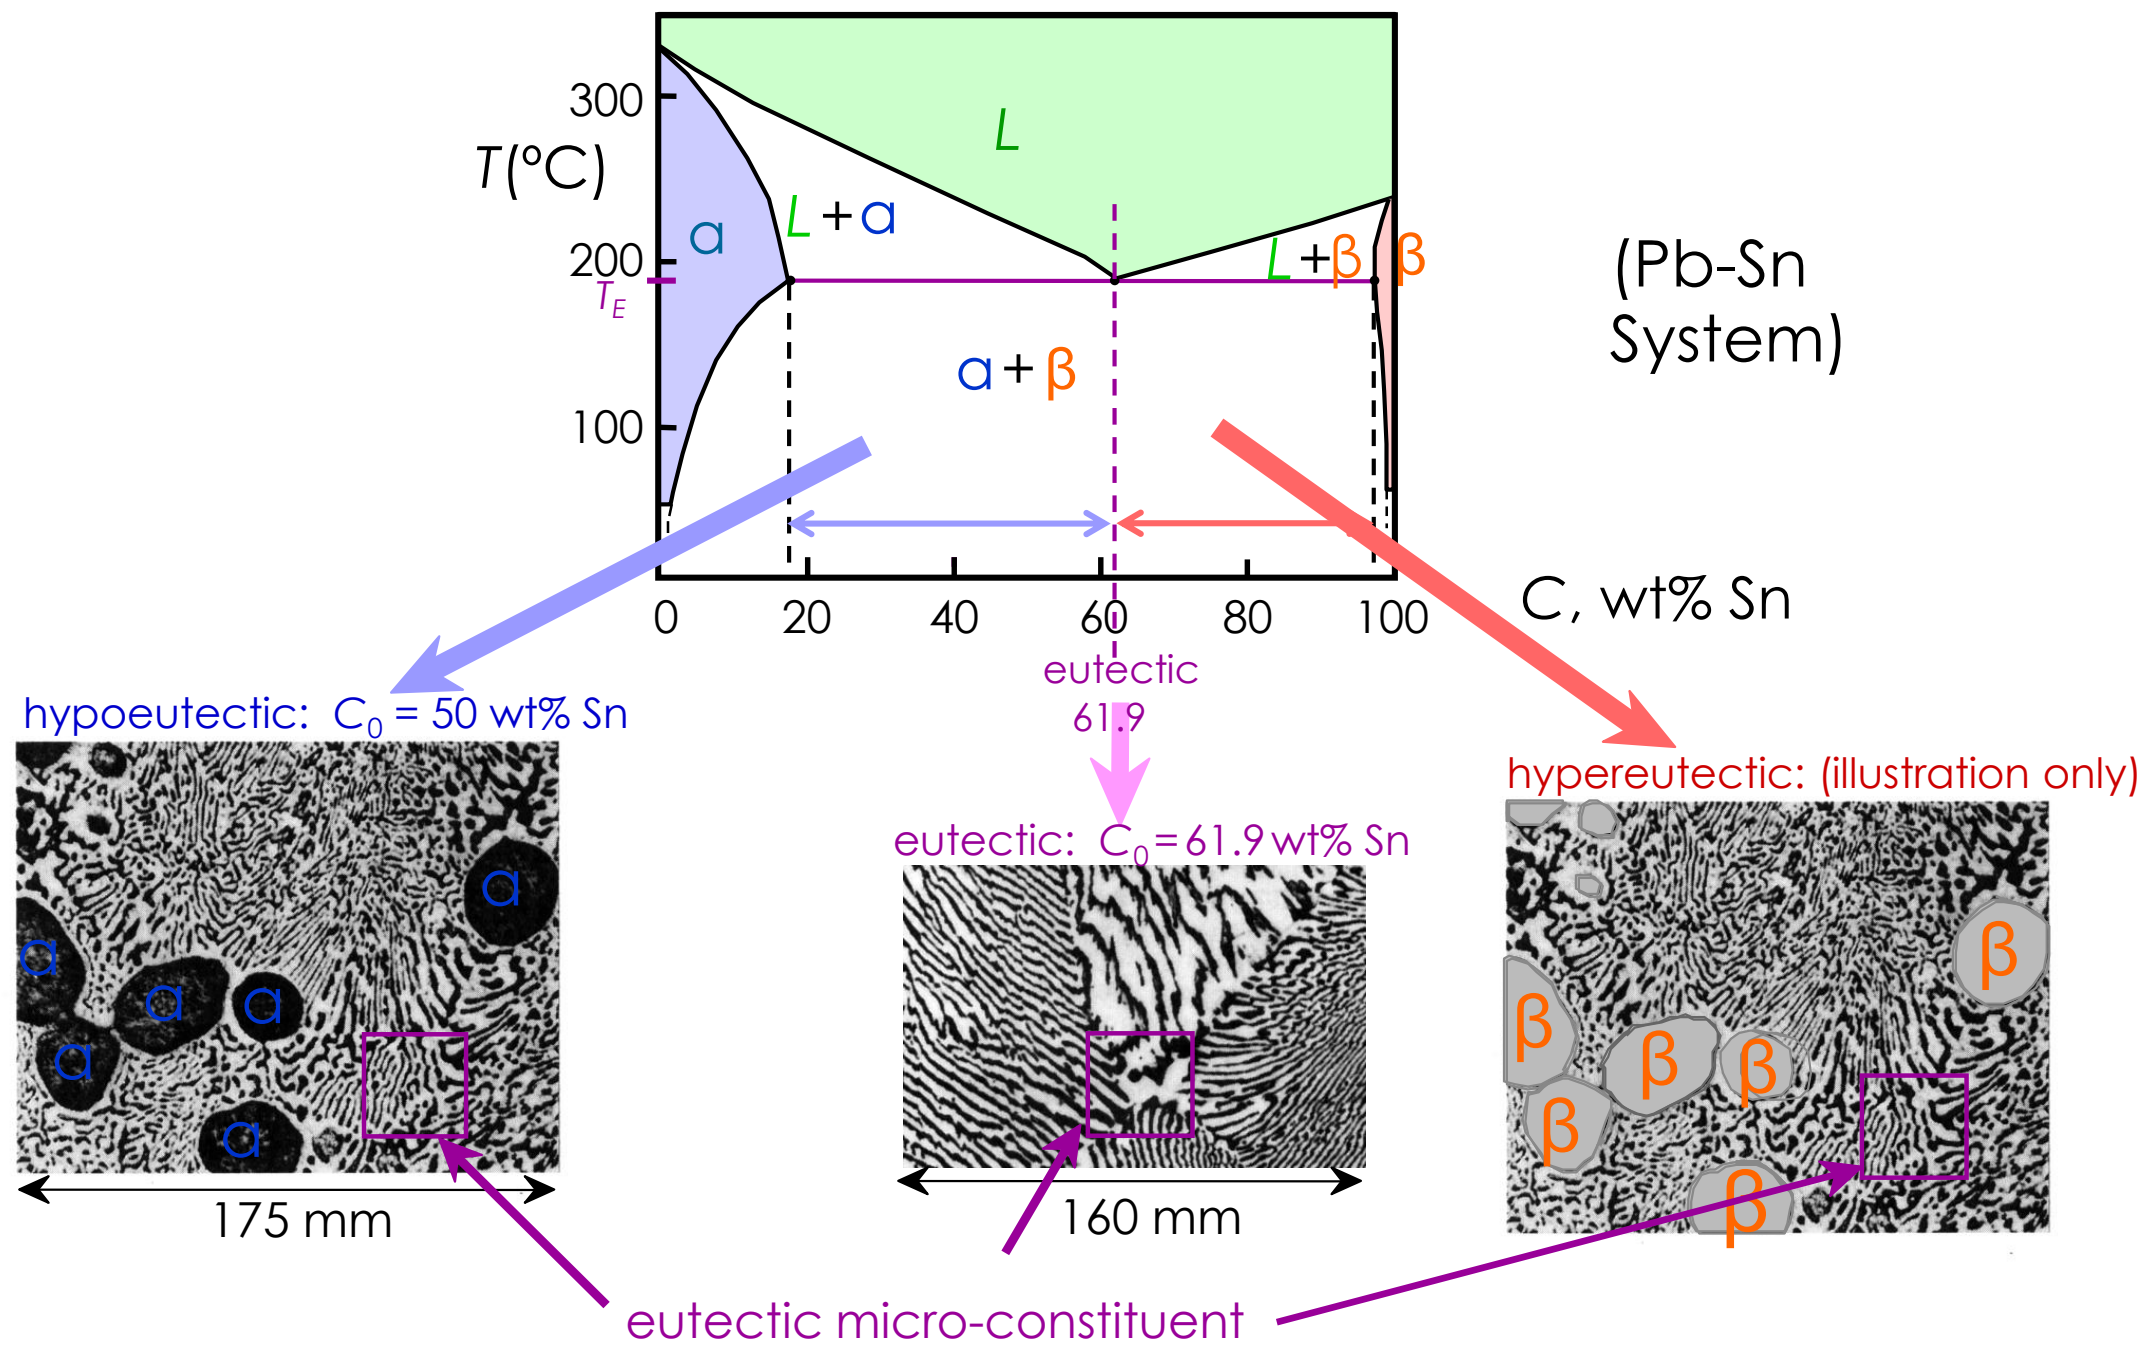 300
T(°C)
L
L + α
α
200
T_E
L + β
β
(Pb-Sn
System)
α + β
100
0
20
40
60
80
100
C, wt% Sn
eutectic
61.9
hypoeutectic: C₀ = 50 wt% Sn
hypereutectic: (illustration only)
eutectic: C₀ = 61.9 wt% Sn
α
α
α
α
α
α
β
β
β
β
β
β
175 mm
160 mm
eutectic micro-constituent